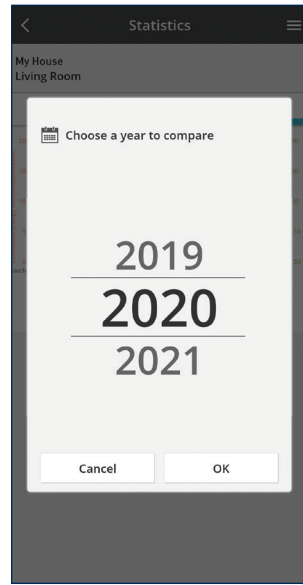 Statistics
My House
Living Room
Choose a year to compare
2019
2020
2021
Cancel
OK